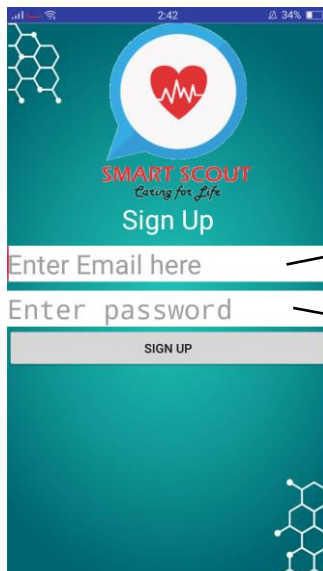 2:42 34%
SMART SCOUT
Caring for Life
Sign Up
Enter Email here
Enter password
SIGN UP